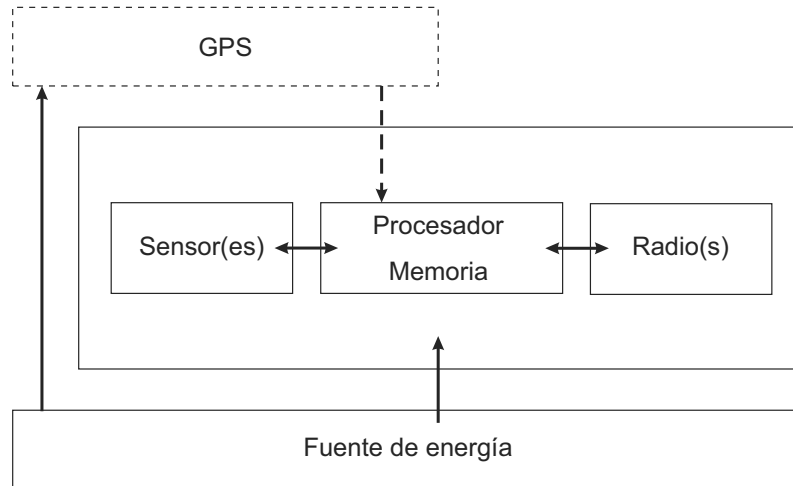 GPS
Sensor(es)
Procesador
Memoria
Radio(s)
Fuente de energía